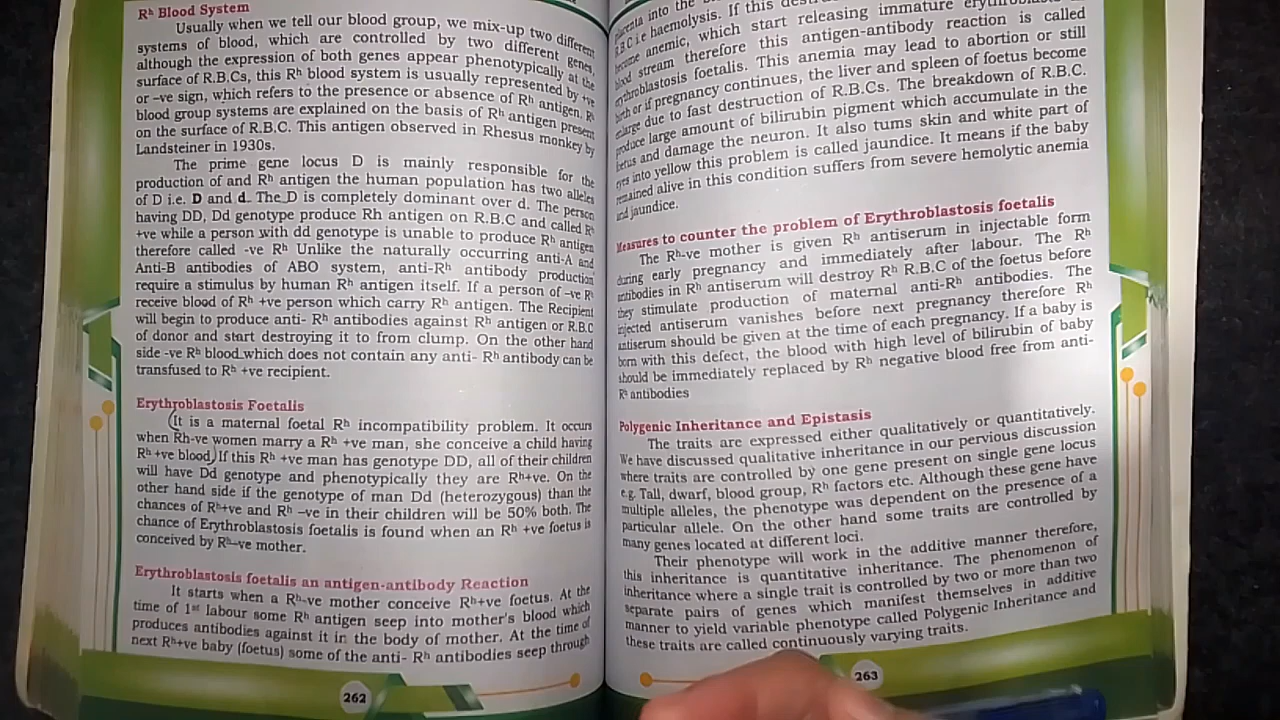 Rh Blood System
Usually when we tell our blood group, we mix-up two different
systems of blood, which are controlled by two different genes,
although the expression of both genes appear phenotypically at the
surface of R.B.Cs, this Rh blood system is usually represented by +ve
or –ve sign, which refers to the presence or absence of Rh antigen. Rh
blood group systems are explained on the basis of Rh antigen present
on the surface of R.B.C. This antigen observed in Rhesus monkey by
Landsteiner in 1930s.
The prime gene locus D is mainly responsible for the
production of and Rh antigen the human population has two alleles
of D i.e. D and d. The D is completely dominant over d. The person
having DD, Dd genotype produce Rh antigen on R.B.C and called Rh
+ve while a person with dd genotype is unable to produce Rh antigen
therefore called -ve Rh Unlike the naturally occurring anti-A and
Anti-B antibodies of ABO system, anti-Rh antibody production
require a stimulus by human Rh antigen itself. If a person of –ve Rh
receive blood of Rh +ve person which carry Rh antigen. The Recipient
will begin to produce anti- Rh antibodies against Rh antigen or R.B.C
of donor and start destroying it to from clump. On the other hand
side -ve Rh blood which does not contain any anti- Rh antibody can be
transfused to Rh +ve recipient.
Erythroblastosis Foetalis
It is a maternal foetal Rh incompatibility problem. It occurs
when Rh-ve women marry a Rh +ve man, she conceive a child having
Rh +ve blood. If this Rh +ve man has genotype DD, all of their children
will have Dd genotype and phenotypically they are Rh+ve. On the
other hand side if the genotype of man Dd (heterozygous) than the
chances of Rh+ve and Rh –ve in their children will be 50% both. The
chance of Erythroblastosis foetalis is found when an Rh +ve foetus is
conceived by Rh–ve mother.
Erythroblastosis foetalis an antigen-antibody Reaction
It starts when a Rh-ve mother conceive Rh+ve foetus. At the
time of 1st labour some Rh antigen seep into mother's blood which
produces antibodies against it in the body of mother. At the time of
next Rh+ve baby (foetus) some of the anti- Rh antibodies seep through
262
placenta into the
R.B.C i.e haemolysis. If this
become anemic, which start releasing immature
blood stream therefore this antigen-antibody reaction is called
erythroblastosis foetalis. This anemia may lead to abortion or still
birth or if pregnancy continues, the liver and spleen of foetus become
enlarge due to fast destruction of R.B.Cs. The breakdown of R.B.C.
produce large amount of bilirubin pigment which accumulate in the
foetus and damage the neuron. It also turns skin and white part of
eyes into yellow this problem is called jaundice. It means if the baby
remained alive in this condition suffers from severe hemolytic anemia
and jaundice.
Measures to counter the problem of Erythroblastosis foetalis
The Rh-ve mother is given Rh antiserum in injectable form
during early pregnancy and immediately after labour. The Rh
antibodies in Rh antiserum will destroy Rh R.B.C of the foetus before
they stimulate production of maternal anti-Rh antibodies. The
injected antiserum vanishes before next pregnancy therefore Rh
antiserum should be given at the time of each pregnancy. If a baby is
born with this defect, the blood with high level of bilirubin of baby
should be immediately replaced by Rh negative blood free from anti-
Rh antibodies
Polygenic Inheritance and Epistasis
The traits are expressed either qualitatively or quantitatively.
We have discussed qualitative inheritance in our pervious discussion
where traits are controlled by one gene present on single gene locus
e.g. Tall, dwarf, blood group, Rh factors etc. Although these gene have
multiple alleles, the phenotype was dependent on the presence of a
particular allele. On the other hand some traits are controlled by
many genes located at different loci.
Their phenotype will work in the additive manner therefore,
this inheritance is quantitative inheritance. The phenomenon of
inheritance where a single trait is controlled by two or more than two
separate pairs of genes which manifest themselves in additive
manner to yield variable phenotype called Polygenic Inheritance and
these traits are called continuously varying traits.
263